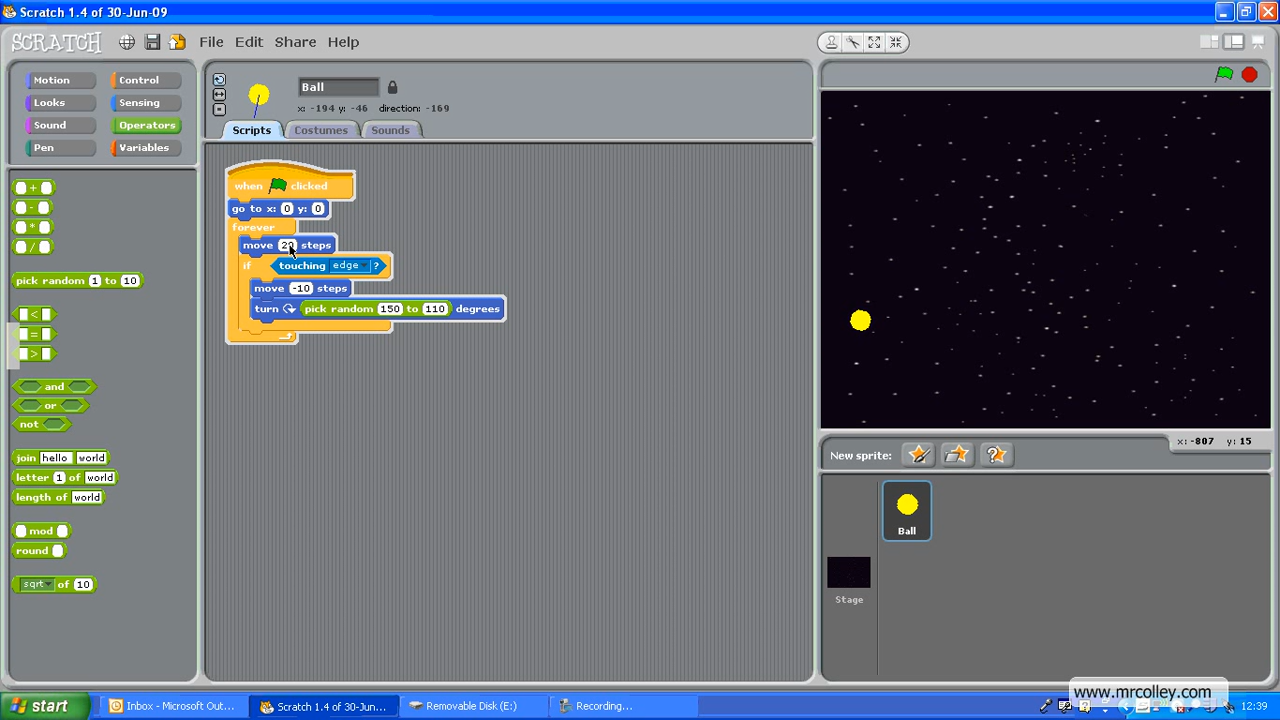 Scratch 1.4 of 30-Jun-09
SCRATCH File Edit Share Help
Motion Control
Looks Sensing
Sound Operators
Pen Variables
+
-
*
/
pick random 1 to 10
<
=
>
and
or
not
join hello world
letter 1 of world
length of world
mod
round
sqrt of 10
Ball
x: -194 y: -46 direction: -169
Scripts Costumes Sounds
when clicked
go to x: 0 y: 0
forever
move 20 steps
if touching edge ?
move -10 steps
turn pick random 150 to 110 degrees
x: -807 y: 15
New sprite:
Ball
Stage
www.mrcolley.com
start Inbox - Microsoft Out... Scratch 1.4 of 30-Jun... Removable Disk (E:) Recording... 12:39